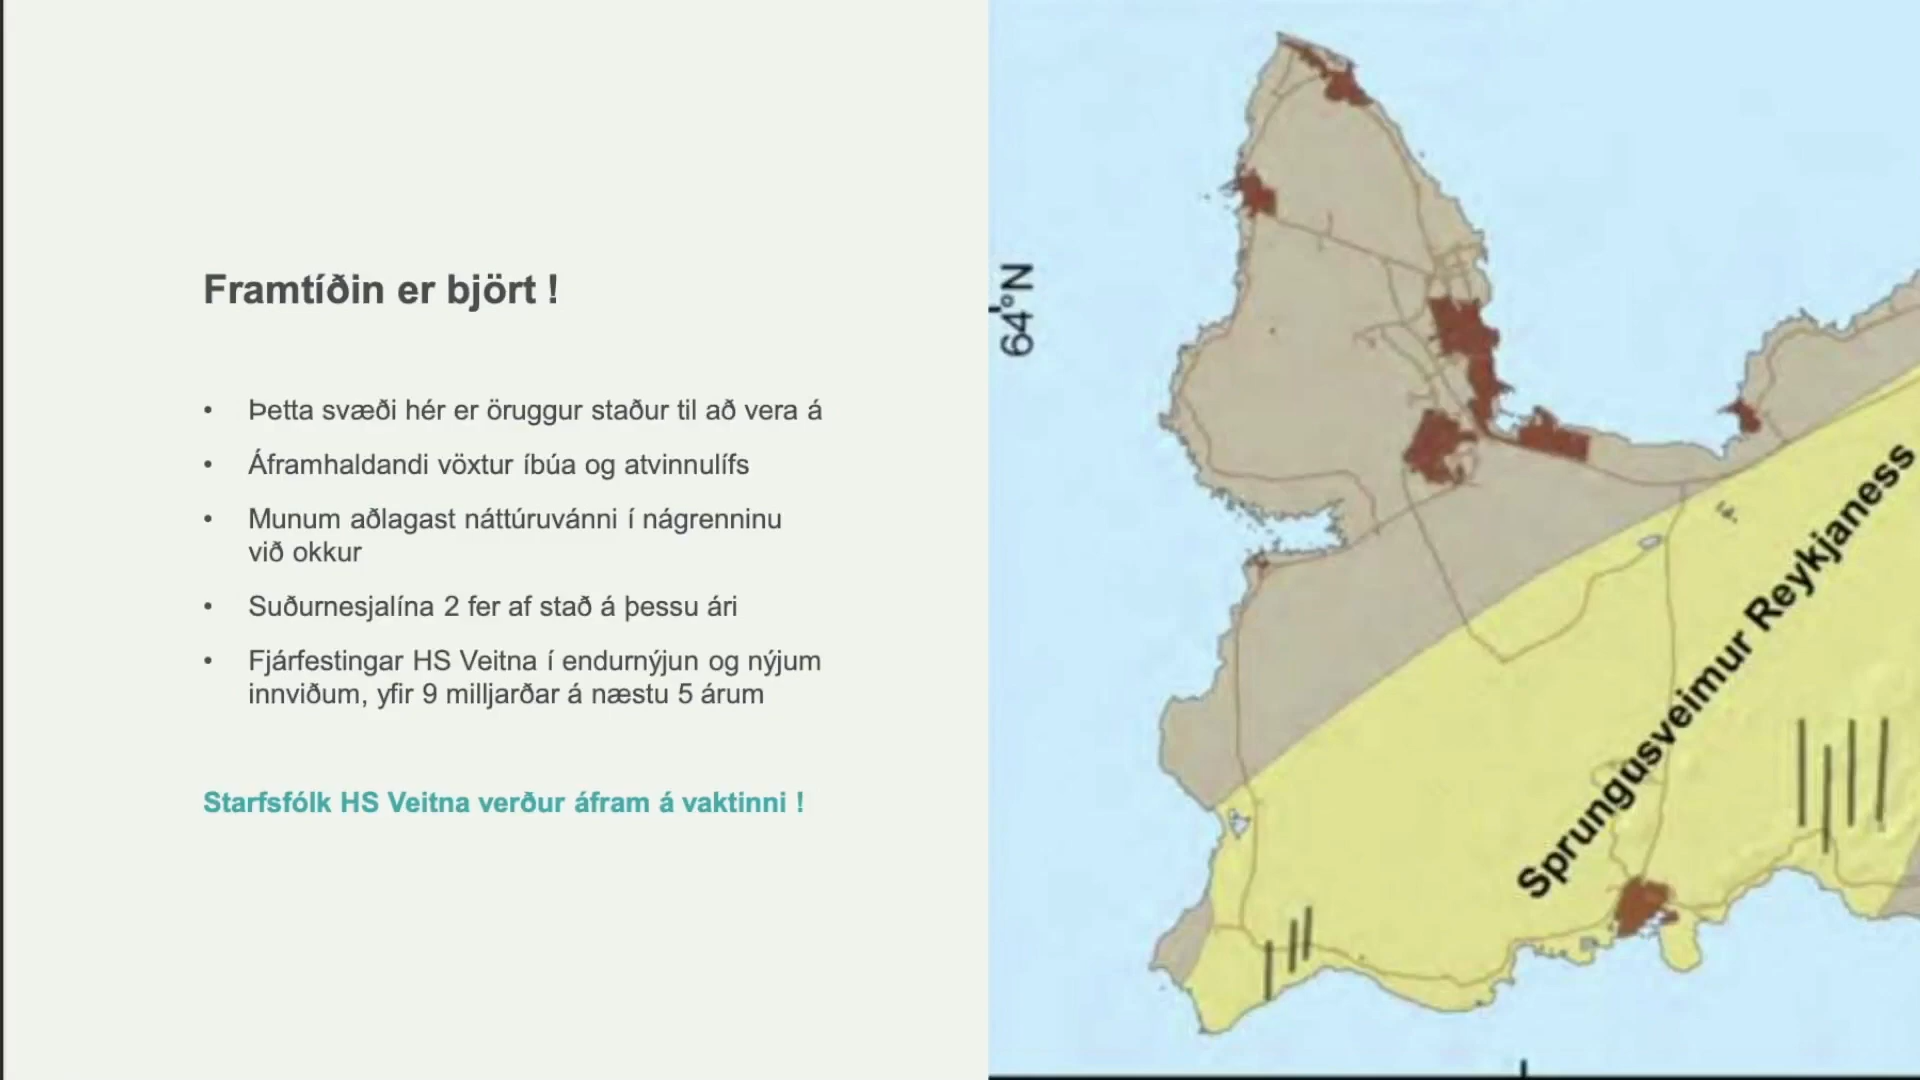 Framtíðin er björt !
• Þetta svæði hér er öruggur staður til að vera á
• Áframhaldandi vöxtur íbúa og atvinnulífs
• Munum aðlagast náttúruvánni í nágrenninu
við okkur
• Suðurnesjalína 2 fer af stað á þessu ári
• Fjárfestingar HS Veitna í endurnýjun og nýjum
innviðum, yfir 9 milljarðar á næstu 5 árum
Starfsfólk HS Veitna verður áfram á vaktinni !
64°N
Sprungusveimur Reykjaness